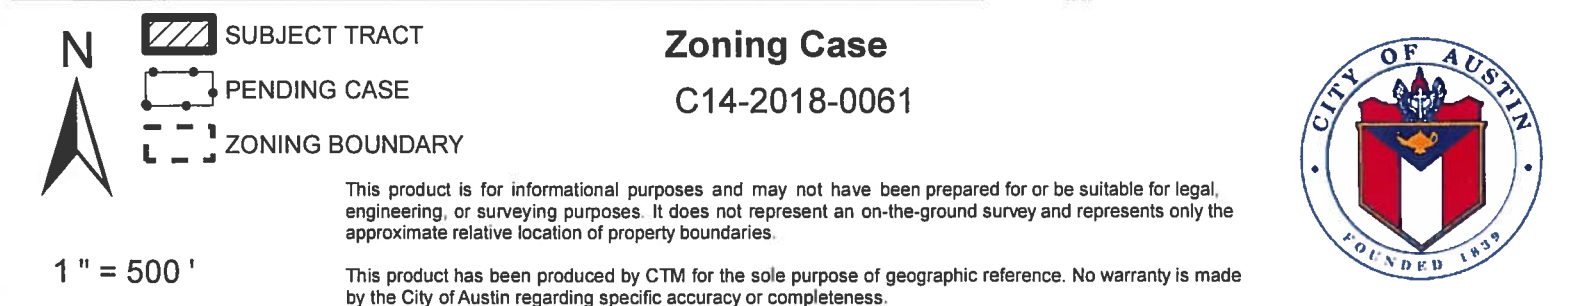 N
SUBJECT TRACT
PENDING CASE
ZONING BOUNDARY
1 " = 500 '
Zoning Case
C14-2018-0061
This product is for informational purposes and may not have been prepared for or be suitable for legal,
engineering, or surveying purposes. It does not represent an on-the-ground survey and represents only the
approximate relative location of property boundaries.
This product has been produced by CTM for the sole purpose of geographic reference. No warranty is made
by the City of Austin regarding specific accuracy or completeness.
CITY OF AUSTIN
FOUNDED 1839